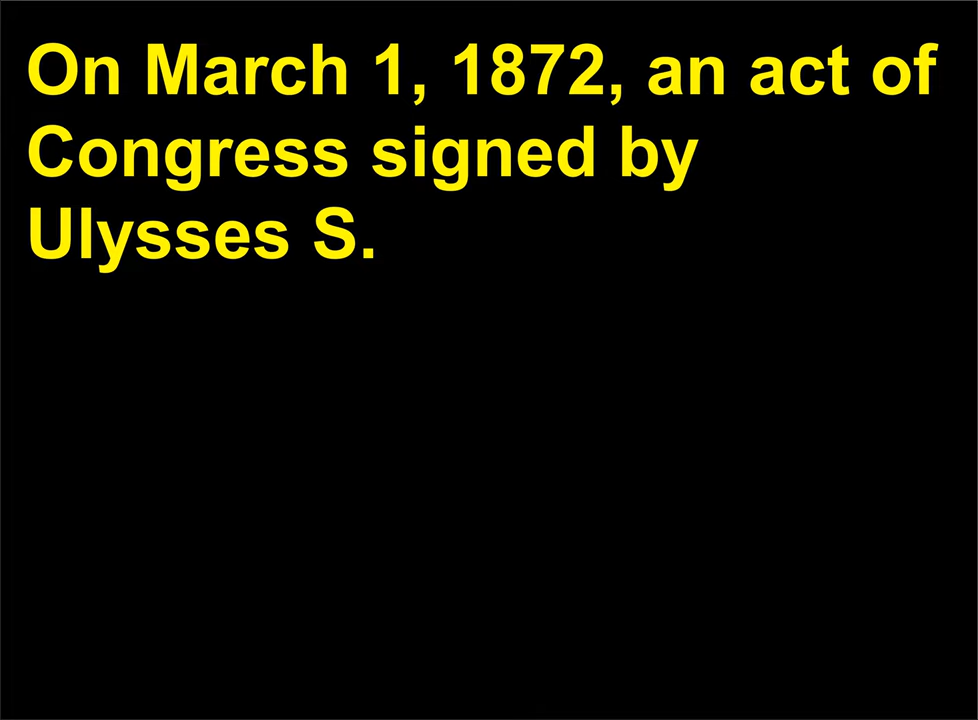 On March 1, 1872, an act of
Congress signed by
Ulysses S.